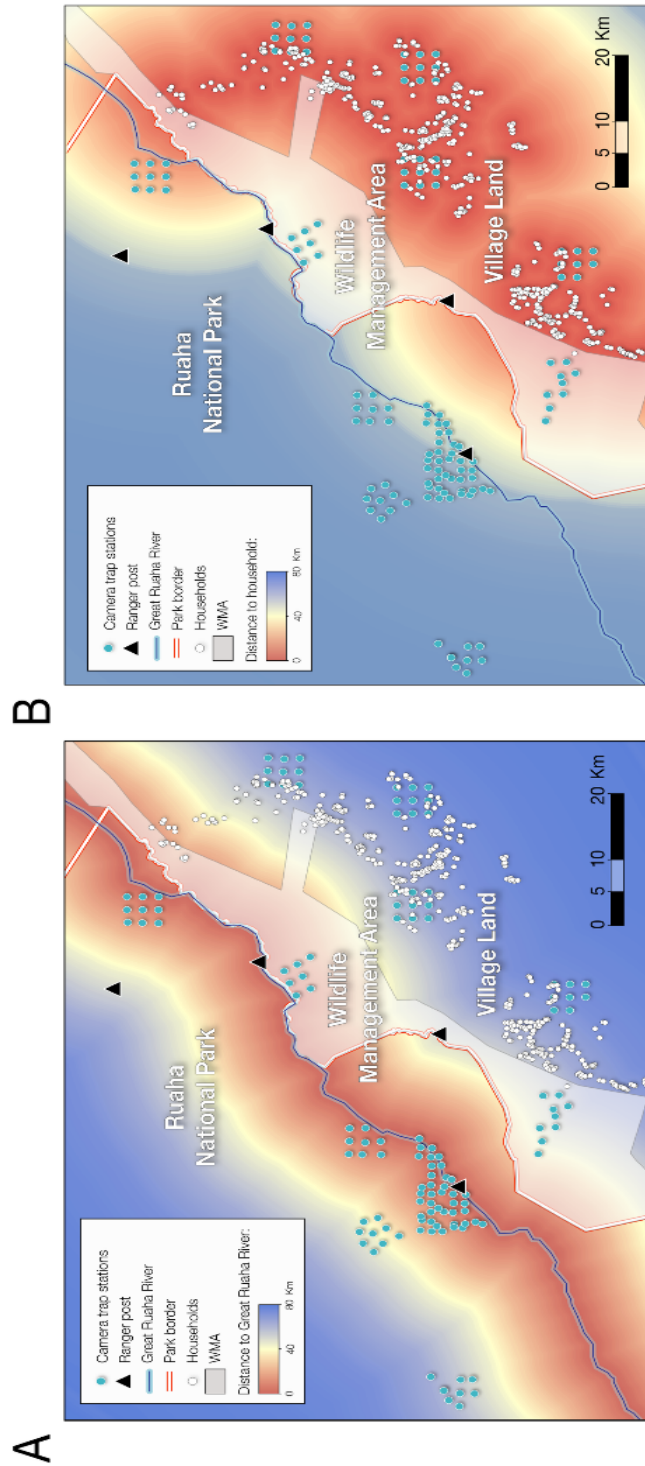 A
Camera trap stations
Ranger post
Great Ruaha River
Park border
Households
WMA
Distance to Great Ruaha River:
0 40 80 Km
Ruaha
National Park
Wildlife
Management Area
Village Land
0 5 10 20 Km
B
Camera trap stations
Ranger post
Great Ruaha River
Park border
Households
WMA
Distance to household:
0 40 80 Km
Ruaha
National Park
Wildlife
Management Area
Village Land
0 5 10 20 Km